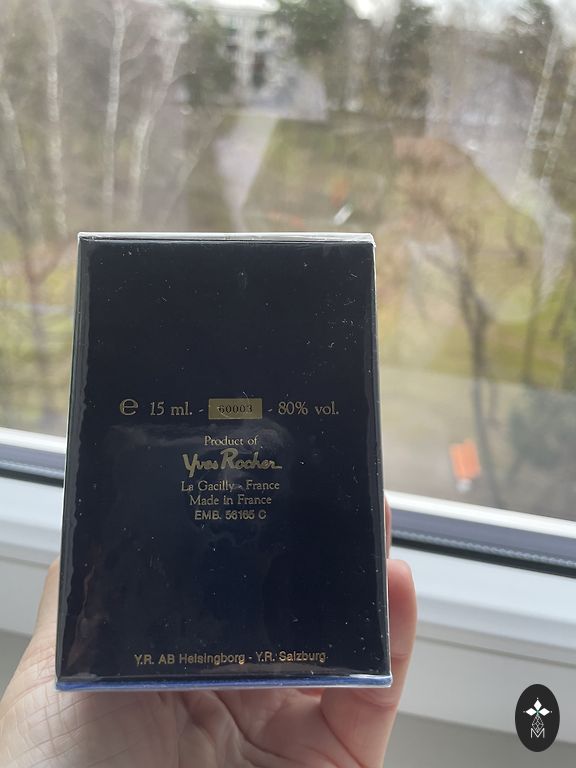 ℮ 15 ml. - 60003 - 80% vol.
Product of
Yves Rocher
La Gacilly - France
Made in France
EMB. 56165 C
Y.R. AB Helsingborg - Y.R. Salzburg
M